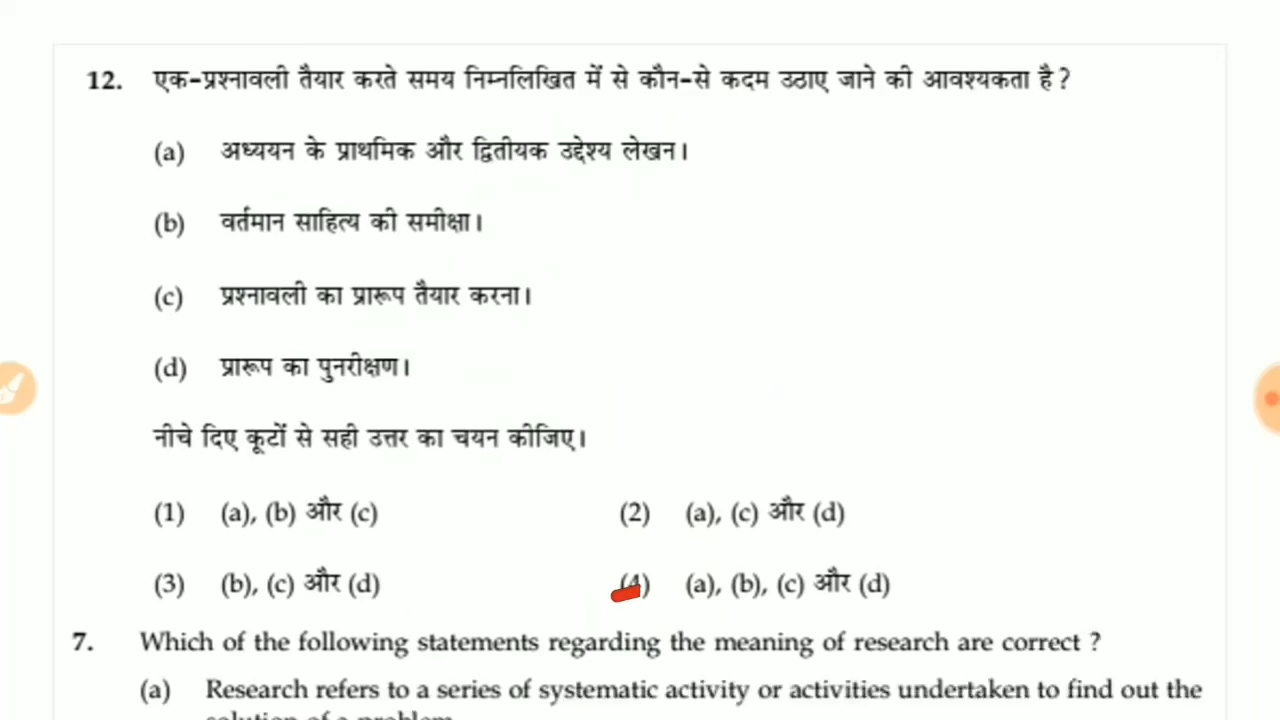 12. एक-प्रश्नावली तैयार करते समय निम्नलिखित में से कौन-से कदम उठाए जाने की आवश्यकता है ?
(a) अध्ययन के प्राथमिक और द्वितीयक उद्देश्य लेखन।
(b) वर्तमान साहित्य की समीक्षा।
(c) प्रश्नावली का प्रारूप तैयार करना।
(d) प्रारूप का पुनरीक्षण।
नीचे दिए कूटों से सही उत्तर का चयन कीजिए।
(1) (a), (b) और (c) (2) (a), (c) और (d)
(3) (b), (c) और (d) (4) (a), (b), (c) और (d)
7. Which of the following statements regarding the meaning of research are correct ?
(a) Research refers to a series of systematic activity or activities undertaken to find out the
solution of a problem.